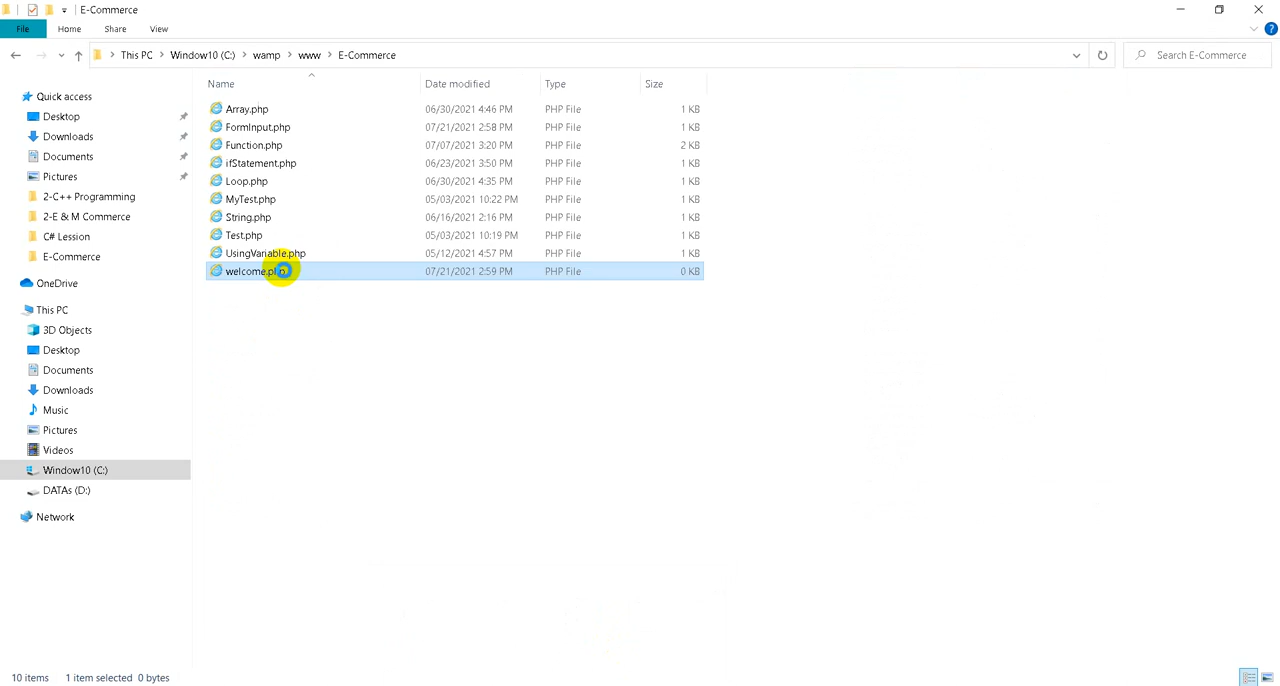 E-Commerce
File Home Share View
This PC Window10 (C:) wamp www E-Commerce Search E-Commerce
Name Date modified Type Size
Quick access
Desktop
Downloads
Documents
Pictures
2-C++ Programming
2-E & M Commerce
C# Lession
E-Commerce
OneDrive
This PC
3D Objects
Desktop
Documents
Downloads
Music
Pictures
Videos
Window10 (C:)
DATAs (D:)
Network
Array.php 06/30/2021 4:46 PM PHP File 1 KB
FormInput.php 07/21/2021 2:58 PM PHP File 1 KB
Function.php 07/07/2021 3:20 PM PHP File 2 KB
ifStatement.php 06/23/2021 3:50 PM PHP File 1 KB
Loop.php 06/30/2021 4:35 PM PHP File 1 KB
MyTest.php 05/03/2021 10:22 PM PHP File 1 KB
String.php 06/16/2021 2:16 PM PHP File 1 KB
Test.php 05/03/2021 10:19 PM PHP File 1 KB
UsingVariable.php 05/12/2021 4:57 PM PHP File 1 KB
welcome.php 07/21/2021 2:59 PM PHP File 0 KB
10 items 1 item selected 0 bytes